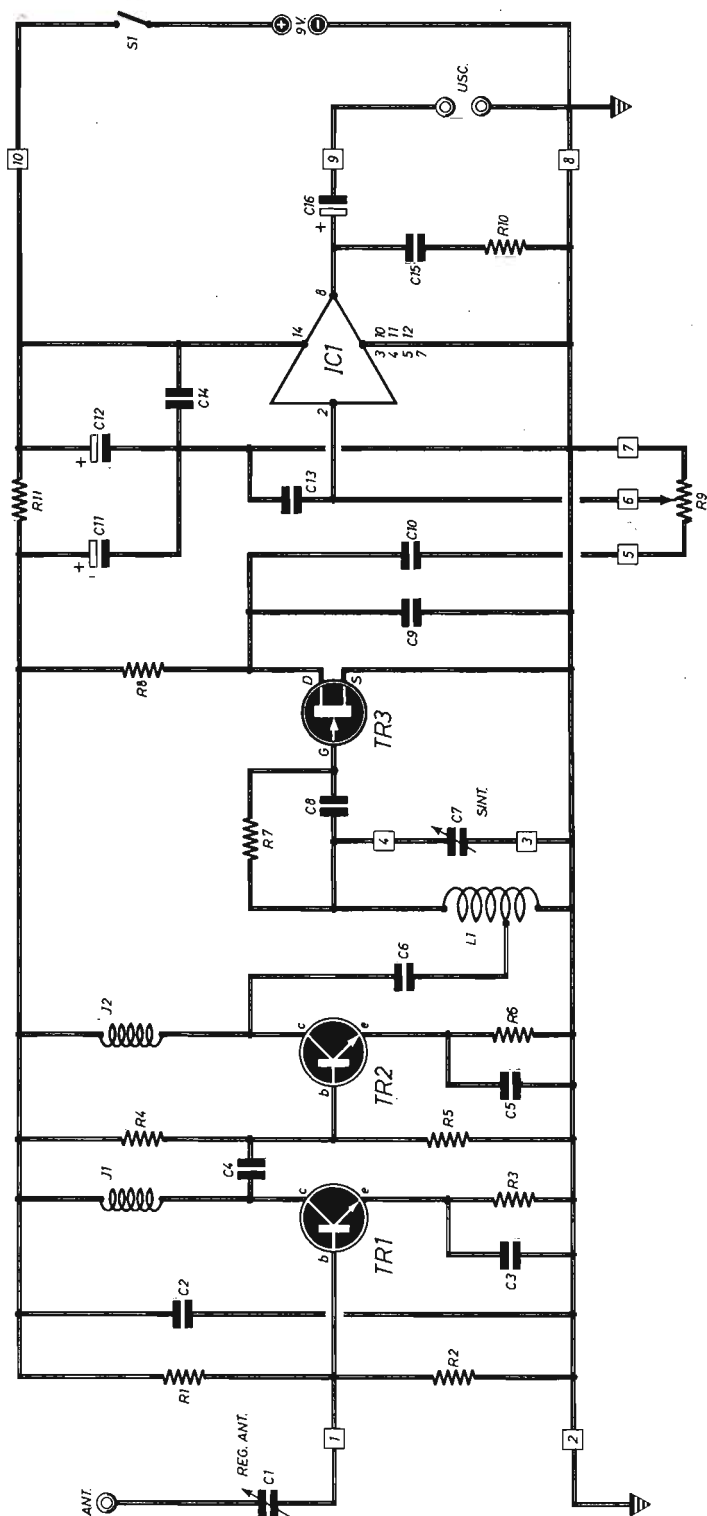 ANT.
REG. ANT.
C1
1
2
R1
R2
C2
J1
C4
b
c
e
TR1
C3
R3
R4
R5
J2
b
c
e
TR2
C5
R6
C6
L1
R7
C8
4
C7
SINT.
3
G
D
S
TR3
R8
C9
C10
R11
+
C11
+
C12
C14
C13
5
6
7
R9
2
IC1
14
8
3 10
4 11
5 12
7
+
C16
C15
R10
9
USC.
10
8
S1
+
9 V.
-